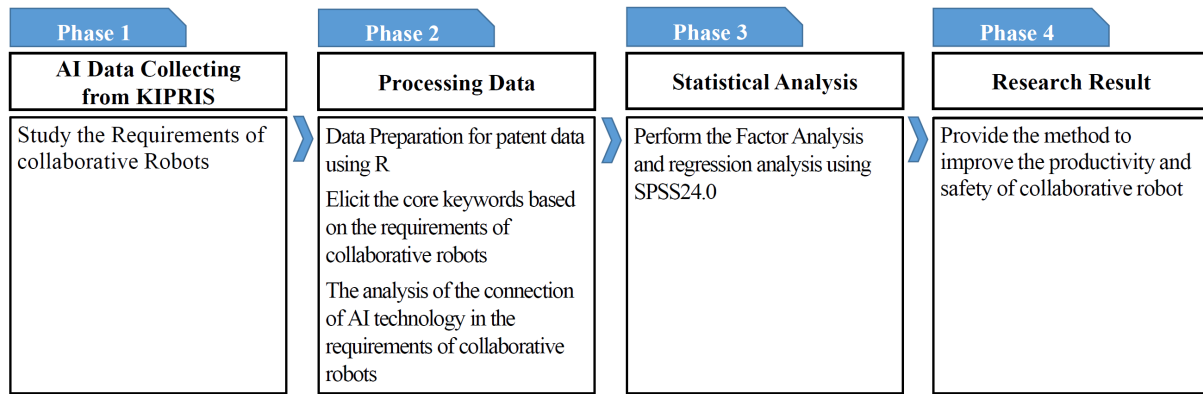 Phase 1
AI Data Collecting
from KIPRIS
Study the Requirements of
collaborative Robots
Phase 2
Processing Data
Data Preparation for patent data
using R
Elicit the core keywords based
on the requirements of
collaborative robots
The analysis of the connection
of AI technology in the
requirements of collaborative
robots
Phase 3
Statistical Analysis
Perform the Factor Analysis
and regression analysis using
SPSS24.0
Phase 4
Research Result
Provide the method to
improve the productivity and
safety of collaborative robot